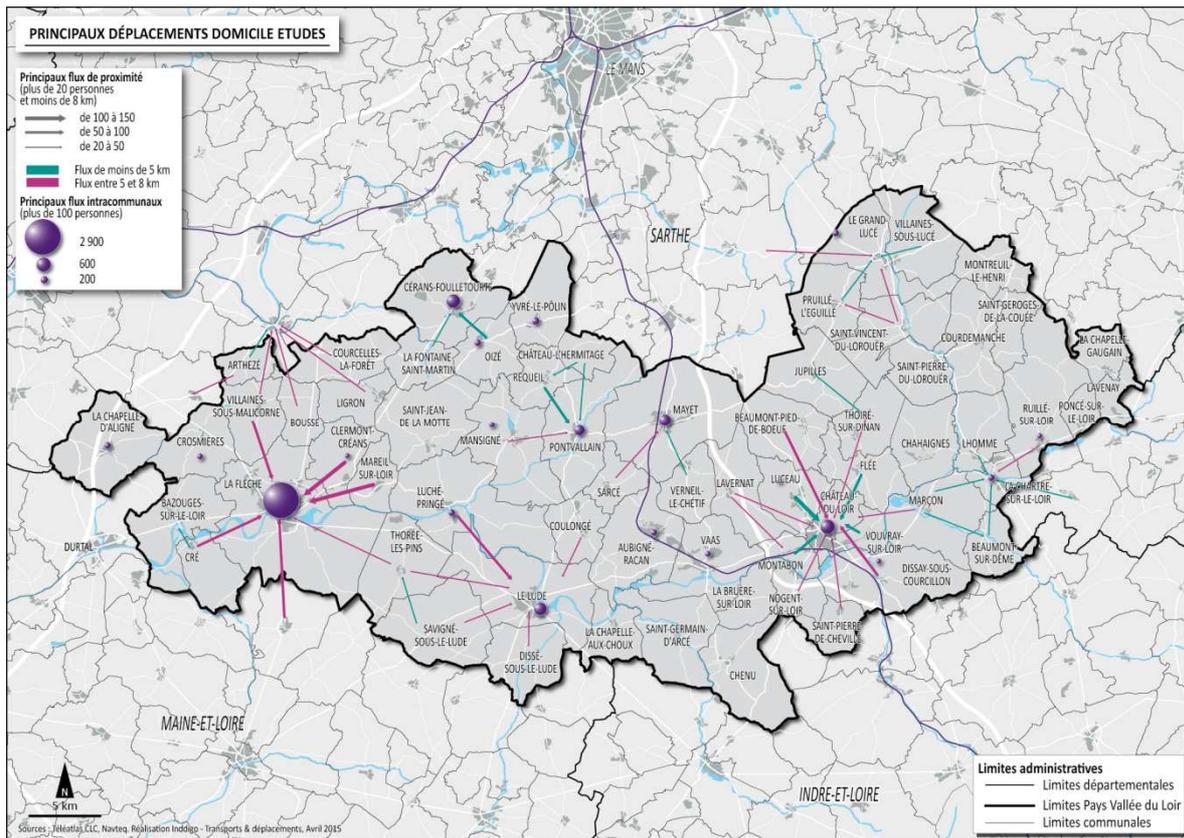 PRINCIPAUX DÉPLACEMENTS DOMICILE ETUDES
Principaux flux de proximité
(plus de 20 personnes
et moins de 8 km)
de 100 à 150
de 50 à 100
de 20 à 50
Flux de moins de 5 km
Flux entre 5 et 8 km
Principaux flux intracommunaux
(plus de 100 personnes)
2 900
600
200
LE MANS
SARTHE
LE GRAND-
LUCÉ
VILLAINES-
SOUS-LUCÉ
MONTREUIL-
LE-HENRI
PRUILLÉ-
L'EGUILLÉ
SAINT-GEROGES-
DE-LA-COUÉE
SAINT-VINCENT-
DU-LOROUËR
COURDEMANCHE
LA CHAPELLE-
GAUGAIN
SAINT-PIERRE-
DU-LOROUËR
LAVENAY
PONCÉ-SUR-
LE-LOIR
RUILLÉ-
SUR-LOIR
JUPILLES
THOIRÉ-
SUR-DINAN
CHAHAIGNES
LHOMME
LA-CHARTRE-
SUR-LE-LOIR
CÉRANS-FOULLETOURTE
YVRÉ-LE-PÔLIN
OIZÉ
LA FONTAINE-
SAINT-MARTIN
CHÂTEAU-L'HERMITAGE
REQUEIL
COURCELLES-
LA-FORÊT
ARTHEZÉ
VILLAINES-
SOUS-MALICORNE
LIGRON
BOUSSE
SAINT-JEAN-
DE-LA-MOTTE
MANSIGNÉ
PONTVALLAIN
MAYET
BEAUMONT-PIED-
DE-BOEUF
LA CHAPELLE-
D'ALIGNÉ
CROSMIÈRES
CLERMONT-
CRÉANS
MAREIL-
SUR-LOIR
LA FLÈCHE
BAZOUGES-
SUR-LE-LOIR
CRÉ
DURTAL
LUCHÉ-
PRINGÉ
THORÉE-
LES-PINS
COULONGÉ
SARCÉ
VERNEIL-
LE-CHETIF
LAVERNAT
LUCEAU
FLÉE
CHÂTEAU-
DU-LOIR
MARÇON
VOUVRAY-
SUR-LOIR
BEAUMONT-
SUR-DÊME
DISSAY-SOUS-
COURCILLON
AUBIGNÉ-
RACAN
VAAS
MONTABON
LA BRUÈRE-
SUR-LOIR
NOGENT-
SUR-LOIR
SAINT-PIERRE-
DE-CHEVILLÉ
LE LUDE
SAVIGNÉ-
SOUS-LE-LUDE
DISSÉ-
SOUS-LE-LUDE
LA CHAPELLE-
AUX-CHOUX
SAINT-GERMAIN-
D'ARCÉ
CHENU
MAINE-ET-LOIRE
INDRE-ET-LOIRE
N
5 km
Sources : Téléatlas CLC, Navteq. Réalisation Inddigo - Transports & déplacements, Avril 2015
Limites administratives
Limites départementales
Limites Pays Vallée du Loir
Limites communales